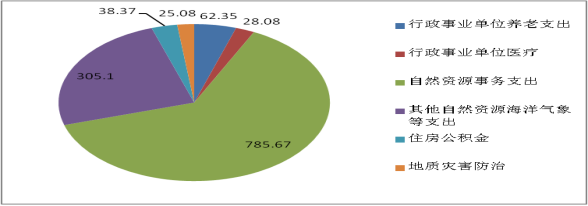 38.37
25.08
62.35
28.08
305.1
785.67
行政事业单位养老支出
行政事业单位医疗
自然资源事务支出
其他自然资源海洋气象
等支出
住房公积金
地质灾害防治